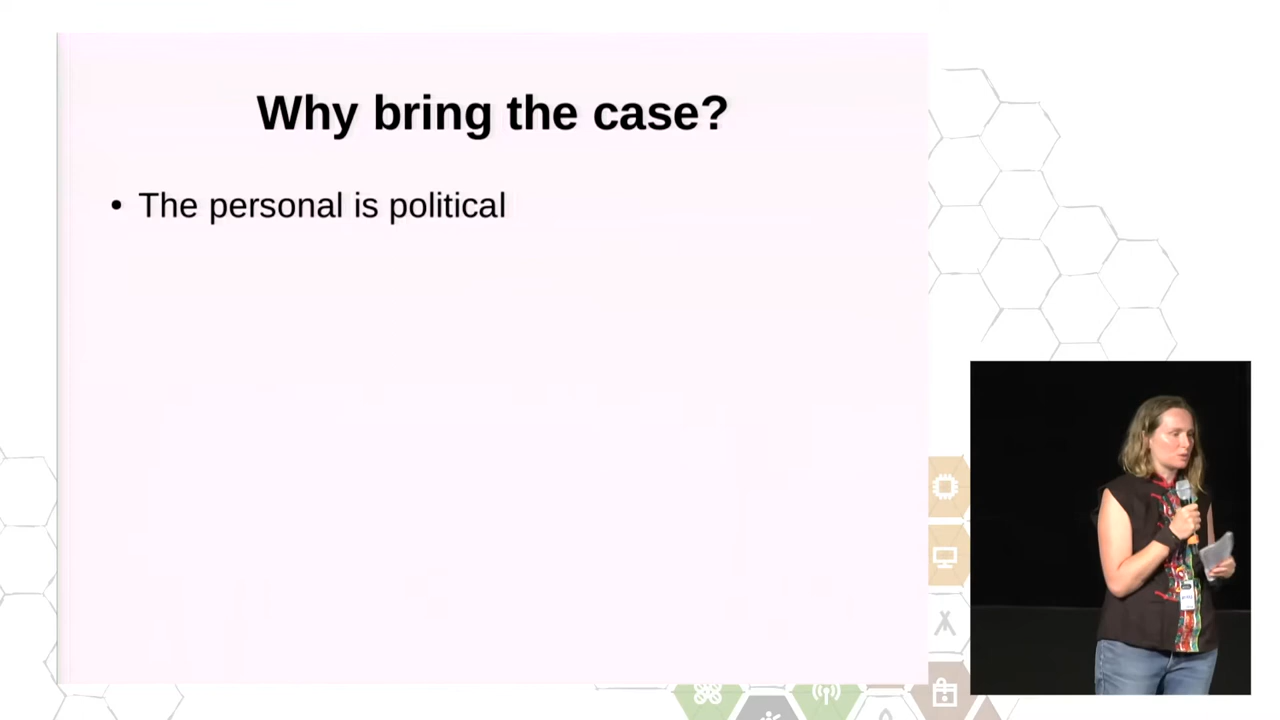 Why bring the case?
• The personal is political